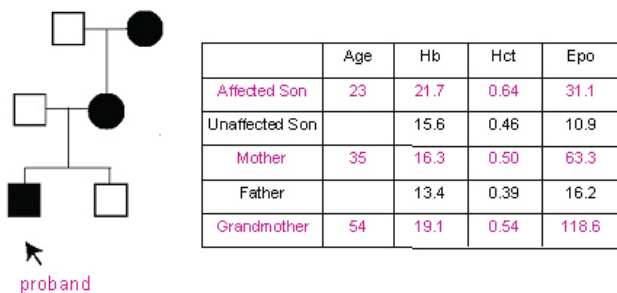 Age Hb Hct Epo
Affected Son 23 21.7 0.64 31.1
Unaffected Son 15.6 0.46 10.9
Mother 35 16.3 0.50 63.3
Father 13.4 0.39 16.2
Grandmother 54 19.1 0.54 118.6
proband